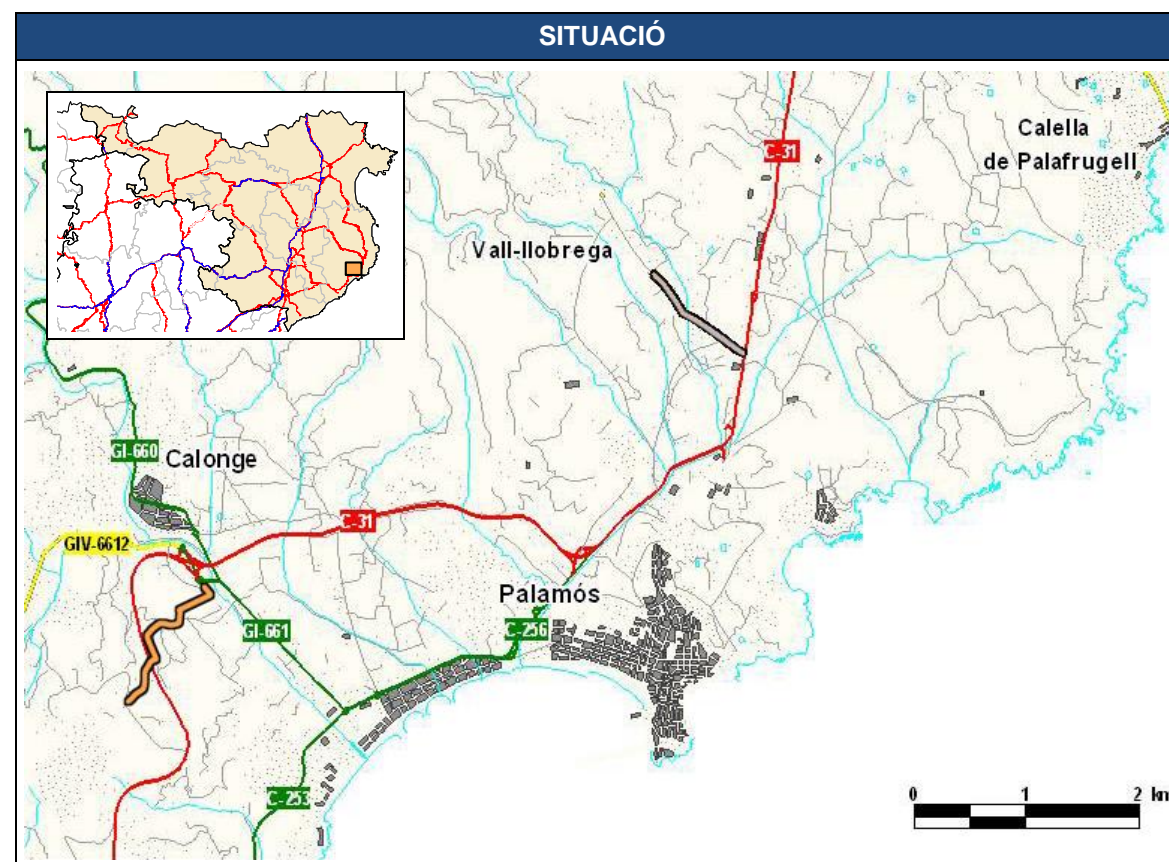 SITUACIÓ
C-31
Calella
de Palafrugell
Vall-llobrega
GI-660
Calonge
C-31
GIV-6612
Palamós
GI-661
C-256
C-253
0 1 2 km